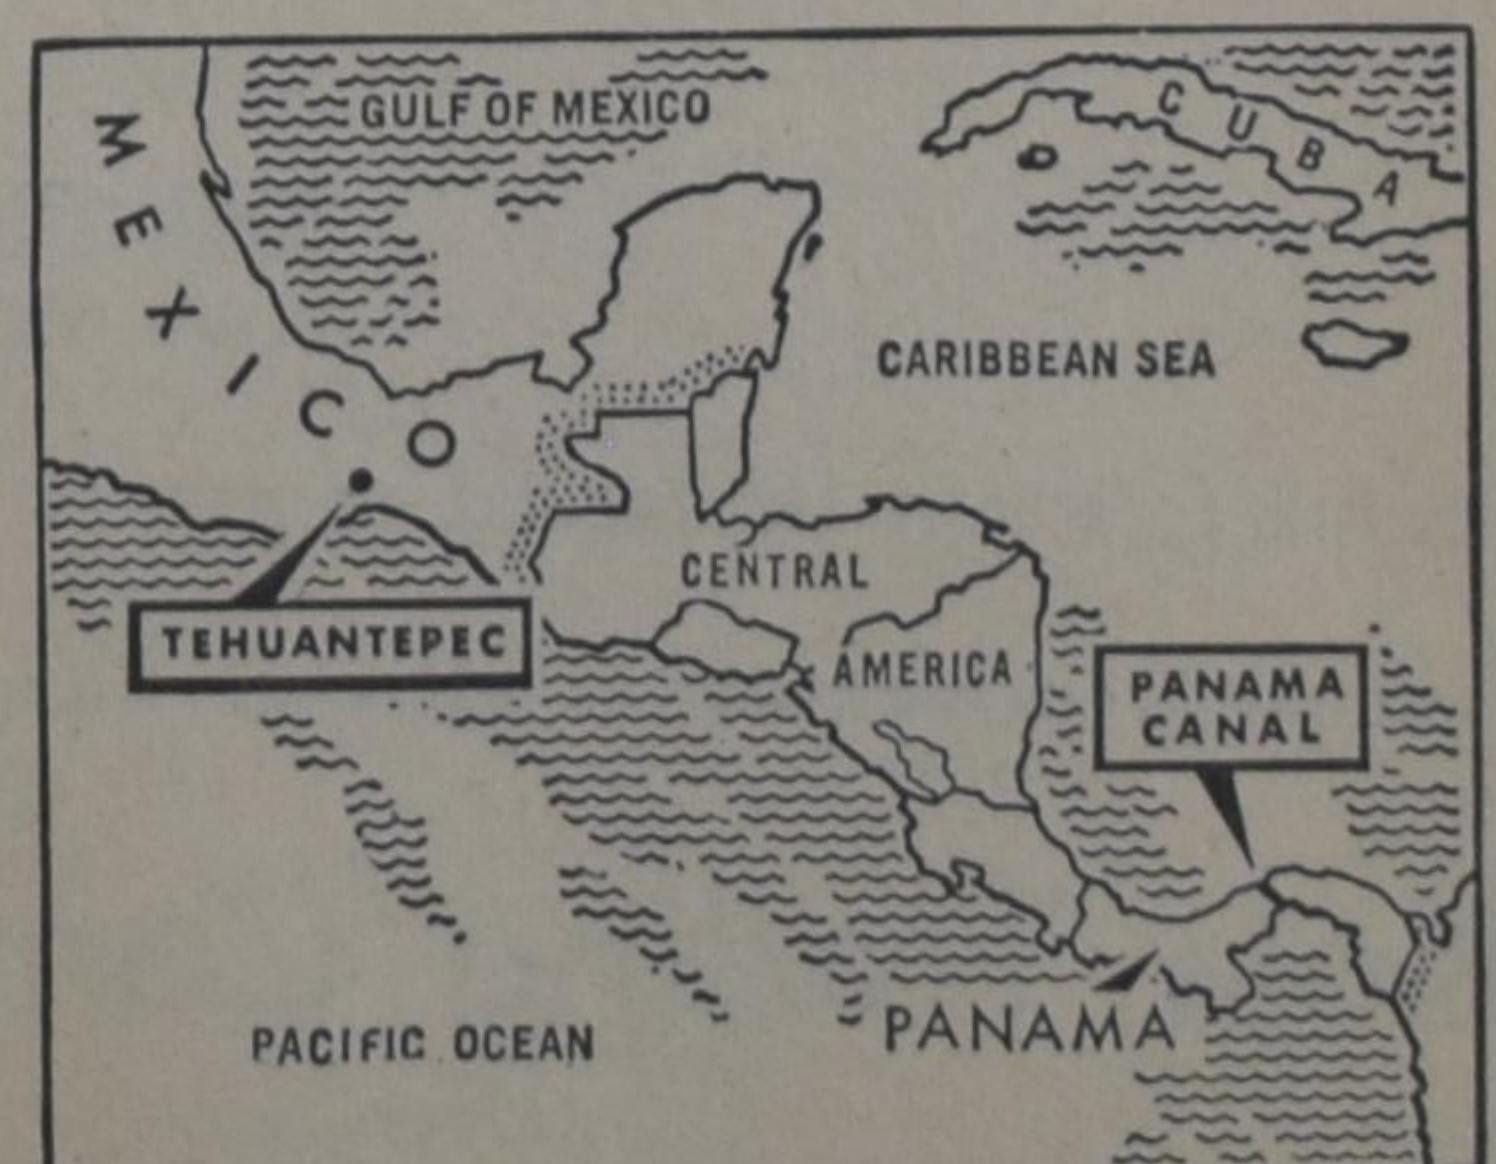 GULF OF MEXICO
CUBA
MEXICO
CARIBBEAN SEA
CENTRAL
AMERICA
TEHUANTEPEC
PANAMA
CANAL
PANAMA
PACIFIC OCEAN